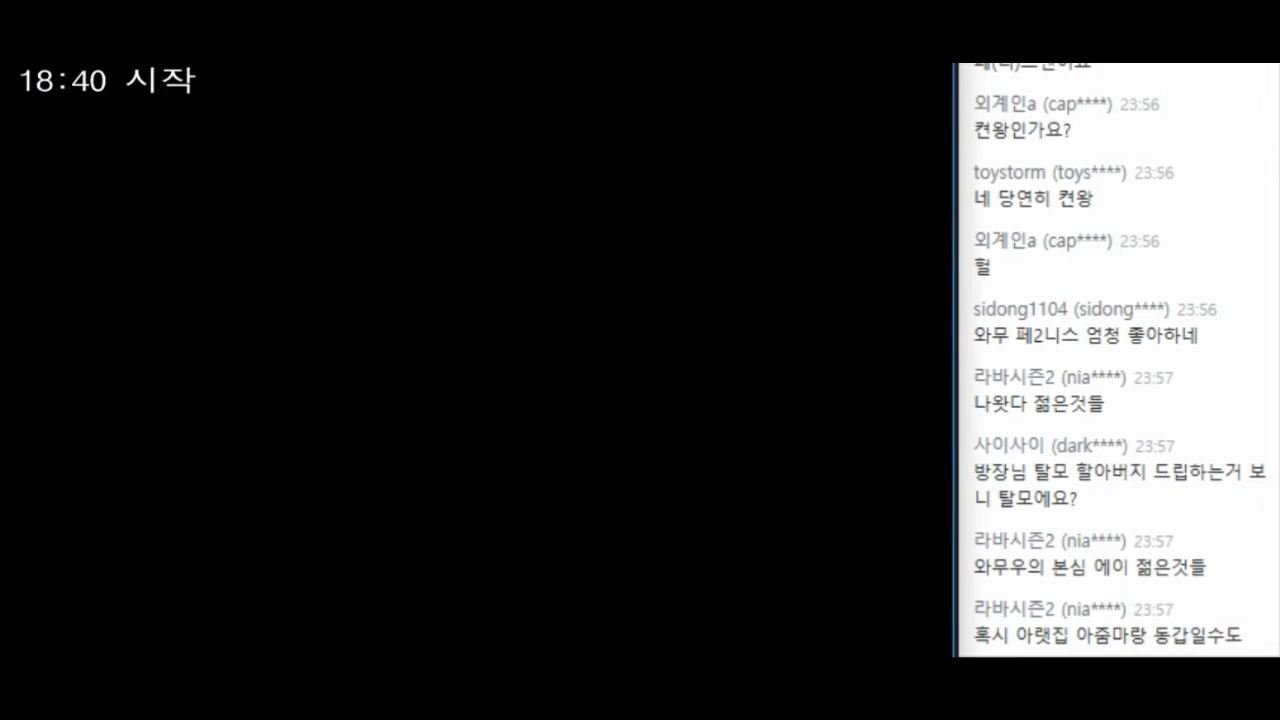 18:40 시작
외계인a (cap****) 23:56
켠왕인가요?
toystorm (toys****) 23:56
네 당연히 켠왕
외계인a (cap****) 23:56
헐
sidong1104 (sidong****) 23:56
와무 페2니스 엄청 좋아하네
라바시즌2 (nia****) 23:57
나왓다 젊은것들
사이사이 (dark****) 23:57
방장님 탈모 할아버지 드립하는거 보
니 탈모에요?
라바시즌2 (nia****) 23:57
와무우의 본심 에이 젊은것들
라바시즌2 (nia****) 23:57
혹시 아랫집 아줌마랑 동갑일수도